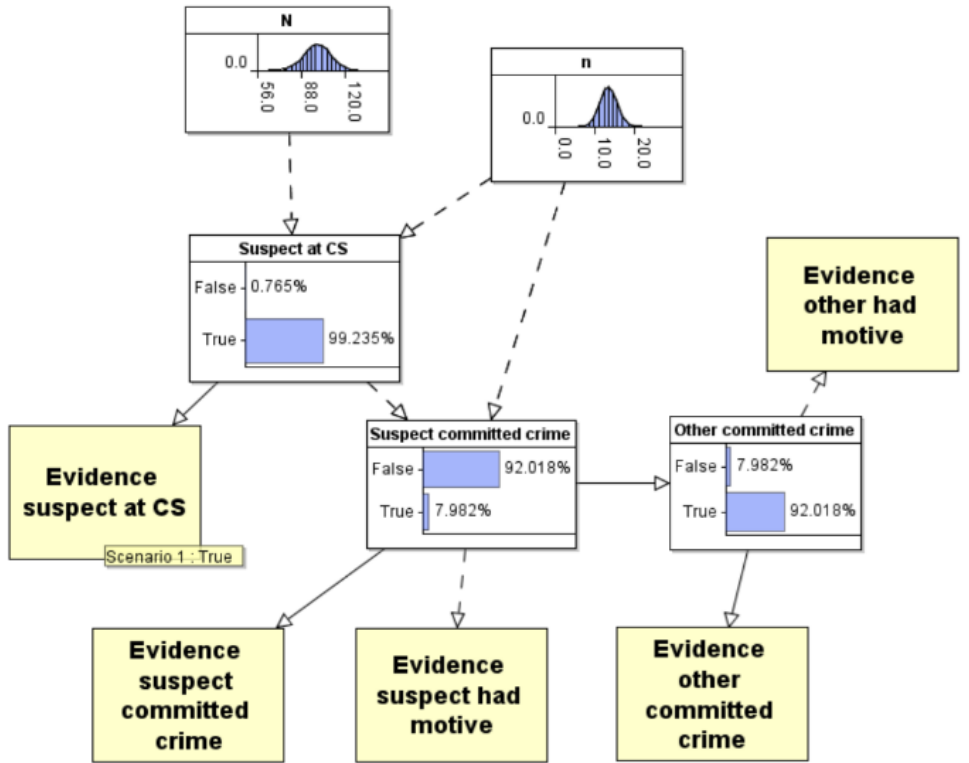 N
0.0
56.0
88.0
120.0
n
0.0
0.0
10.0
20.0
Suspect at CS
False
0.765%
True
99.235%
Evidence
other had
motive
Evidence
suspect at CS
Scenario 1 : True
Suspect committed crime
False
92.018%
True
7.982%
Other committed crime
False
7.982%
True
92.018%
Evidence
suspect
committed
crime
Evidence
suspect had
motive
Evidence
other
committed
crime